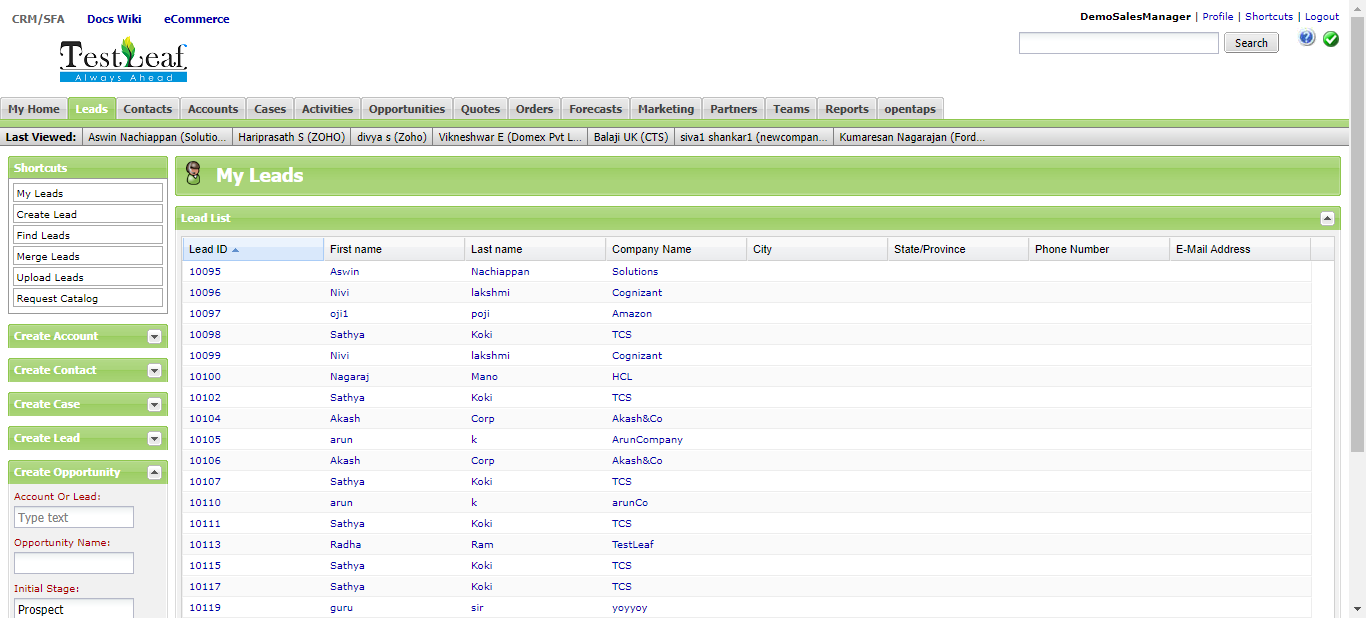 CRM/SFA Docs Wiki eCommerce
DemoSalesManager | Profile | Shortcuts | Logout
TestLeaf
Always Ahead
Search
?
My Home Leads Contacts Accounts Cases Activities Opportunities Quotes Orders Forecasts Marketing Partners Teams Reports opentaps
Last Viewed: Aswin Nachiappan (Solutio... Hariprasath S (ZOHO) divya s (Zoho) Vikneshwar E (Domex Pvt L... Balaji UK (CTS) siva1 shankar1 (newcompan... Kumaresan Nagarajan (Ford...
Shortcuts
My Leads
Create Lead
Find Leads
Merge Leads
Upload Leads
Request Catalog
Create Account
Create Contact
Create Case
Create Lead
Create Opportunity
Account Or Lead:
Type text
Opportunity Name:
Initial Stage:
Prospect
My Leads
Lead List
Lead ID First name Last name Company Name City State/Province Phone Number E-Mail Address
10095 Aswin Nachiappan Solutions
10096 Nivi lakshmi Cognizant
10097 oji1 poji Amazon
10098 Sathya Koki TCS
10099 Nivi lakshmi Cognizant
10100 Nagaraj Mano HCL
10102 Sathya Koki TCS
10104 Akash Corp Akash&Co
10105 arun k ArunCompany
10106 Akash Corp Akash&Co
10107 Sathya Koki TCS
10110 arun k arunCo
10111 Sathya Koki TCS
10113 Radha Ram TestLeaf
10115 Sathya Koki TCS
10117 Sathya Koki TCS
10119 guru sir yoyyoy